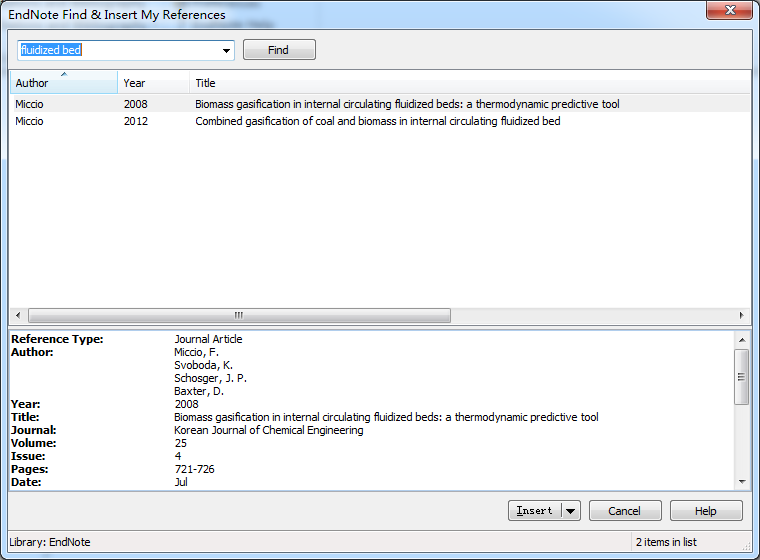 EndNote Find & Insert My References
fluidized bed
Find
Author Year Title
Miccio 2008 Biomass gasification in internal circulating fluidized beds: a thermodynamic predictive tool
Miccio 2012 Combined gasification of coal and biomass in internal circulating fluidized bed
Reference Type: Journal Article
Author: Miccio, F.
Svoboda, K.
Schosger, J. P.
Baxter, D.
Year: 2008
Title: Biomass gasification in internal circulating fluidized beds: a thermodynamic predictive tool
Journal: Korean Journal of Chemical Engineering
Volume: 25
Issue: 4
Pages: 721-726
Date: Jul
Insert Cancel Help
Library: EndNote 2 items in list